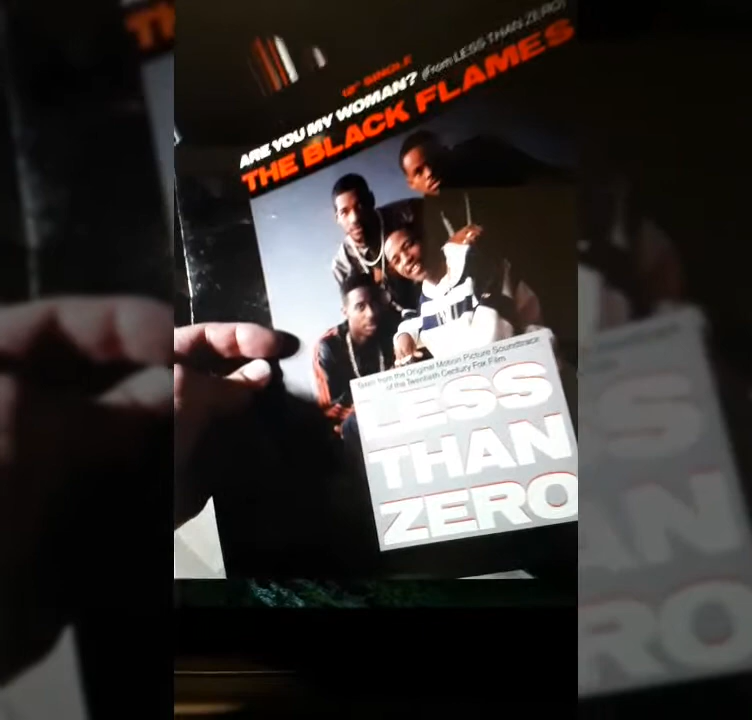 12" SINGLE
ARE YOU MY WOMAN? (From LESS THAN ZERO)
THE BLACK FLAMES
from the Original Motion Picture Soundtrack
of the Twentieth Century Fox Film
LESS
THAN
ZERO